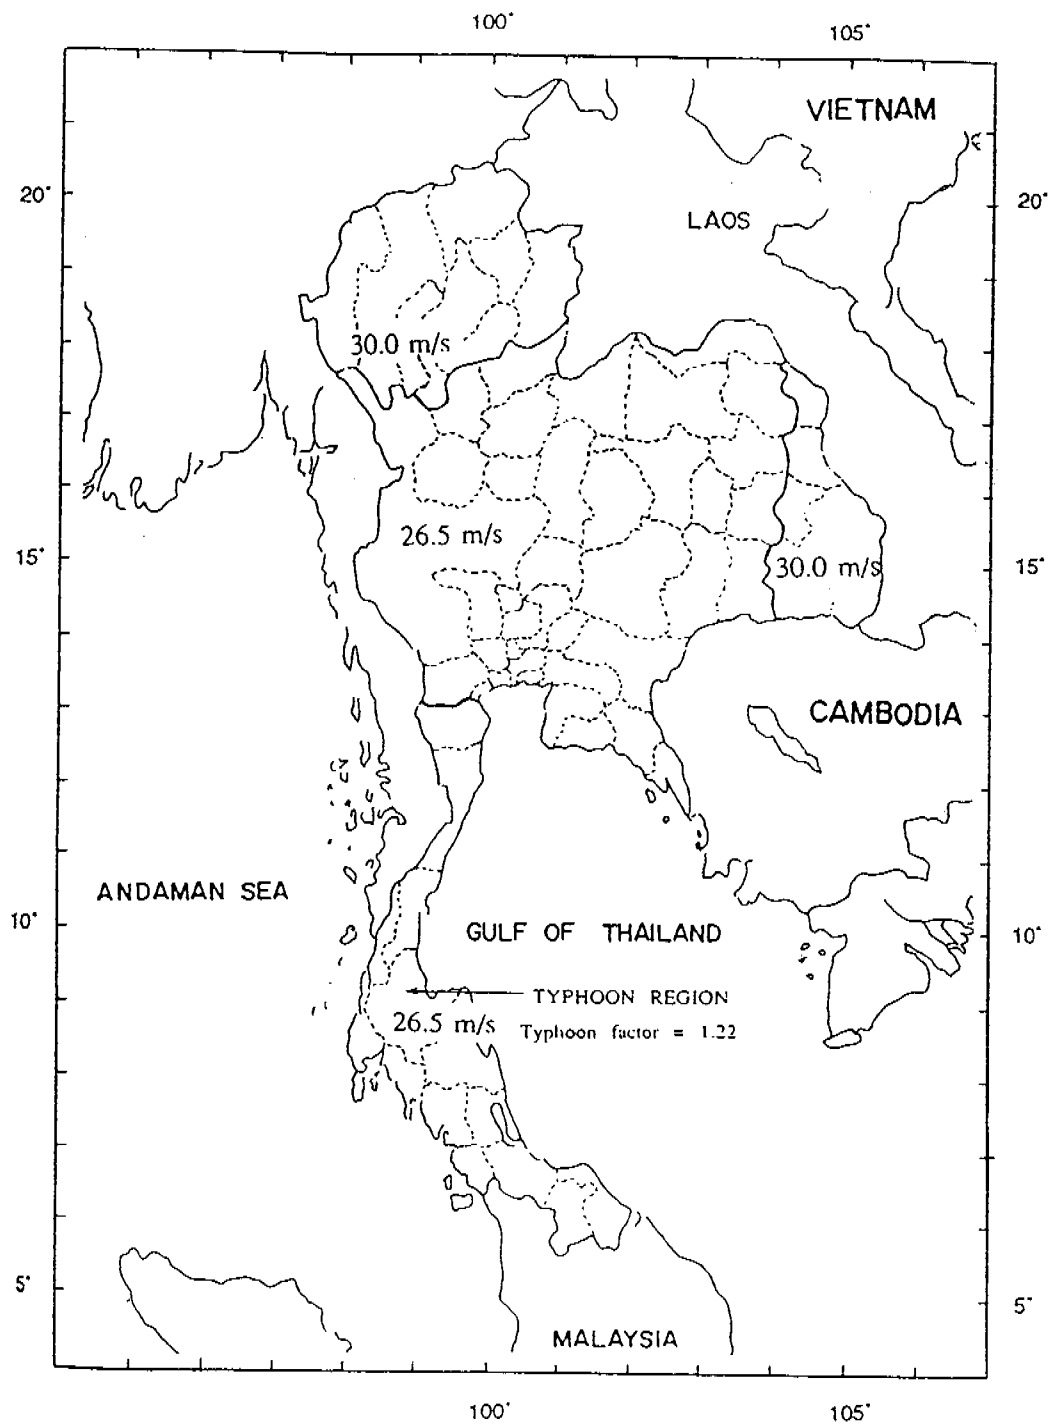 100° 105°
VIETNAM
20° 20°
LAOS
30.0 m/s
26.5 m/s
15° 30.0 m/s 15°
CAMBODIA
ANDAMAN SEA
10° GULF OF THAILAND 10°
TYPHOON REGION
26.5 m/s Typhoon factor = 1.22
5° 5°
MALAYSIA
100° 105°